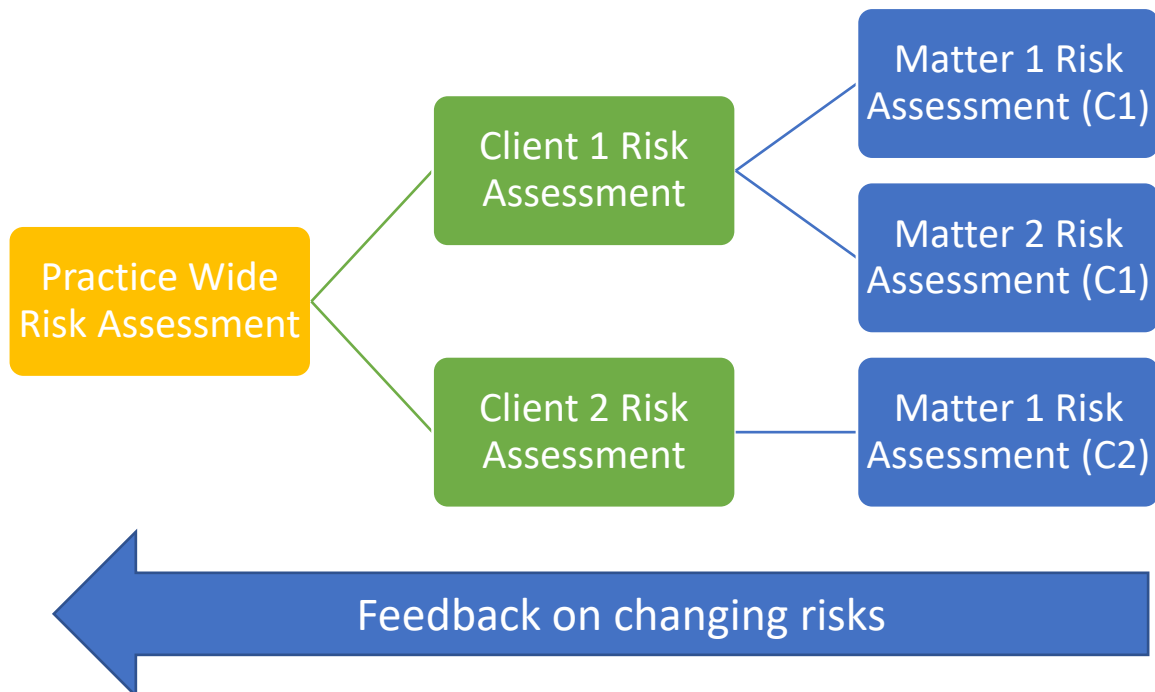 Practice Wide
Risk Assessment
Client 1 Risk
Assessment
Matter 1 Risk
Assessment (C1)
Matter 2 Risk
Assessment (C1)
Client 2 Risk
Assessment
Matter 1 Risk
Assessment (C2)
Feedback on changing risks